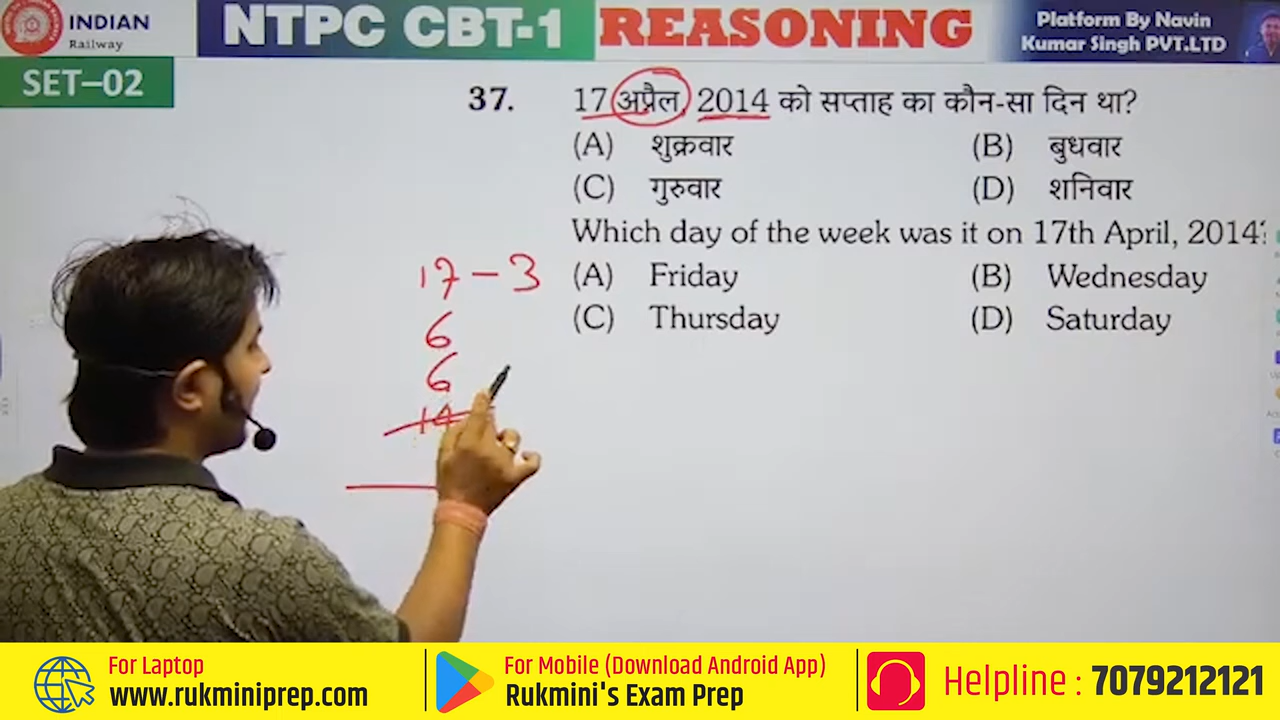 INDIAN
Railway
NTPC CBT-1
REASONING
Platform By Navin
Kumar Singh PVT.LTD
SET–02
37. 17 अप्रैल, 2014 को सप्ताह का कौन-सा दिन था?
(A) शुक्रवार (B) बुधवार
(C) गुरुवार (D) शनिवार
Which day of the week was it on 17th April, 2014?
(A) Friday (B) Wednesday
(C) Thursday (D) Saturday
17 – 3
6
6
14
For Laptop
www.rukminiprep.com
For Mobile (Download Android App)
Rukmini's Exam Prep
Helpline : 7079212121